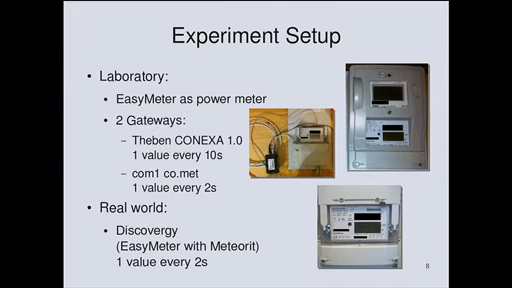 Experiment Setup
• Laboratory:
• EasyMeter as power meter
• 2 Gateways:
– Theben CONEXA 1.0
1 value every 10s
– com1 co.met
1 value every 2s
• Real world:
• Discovergy
(EasyMeter with Meteorit)
1 value every 2s
8